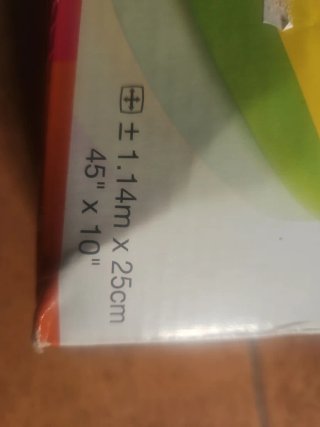 ± 1.14m x 25cm
45" x 10"